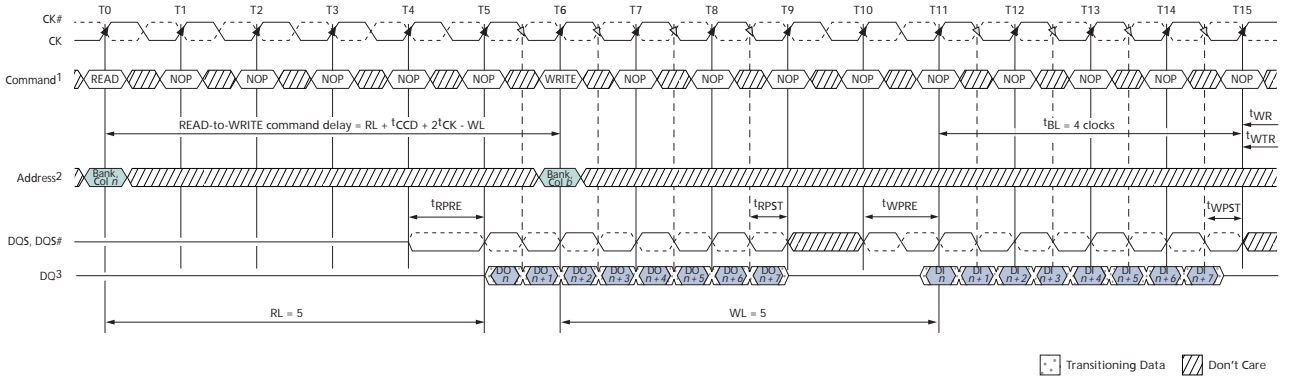 T0 T1 T2 T3 T4 T5 T6 T7 T8 T9 T10 T11 T12 T13 T14 T15
CK#
CK
Command1 READ NOP NOP NOP NOP NOP WRITE NOP NOP NOP NOP NOP NOP NOP NOP NOP
READ-to-WRITE command delay = RL + tCCD + 2tCK - WL
tBL = 4 clocks
tWR
tWTR
Address2
Bank, Col n
Bank, Col b
tRPRE tRPST tWPRE tWPST
DQS, DQS#
DQ3
DO n
DO n + 1
DO n + 2
DO n + 3
DO n + 4
DO n + 5
DO n + 6
DO n + 7
DI n
DI n + 1
DI n + 2
DI n + 3
DI n + 4
DI n + 5
DI n + 6
DI n + 7
RL = 5
WL = 5
Transitioning Data
Don't Care